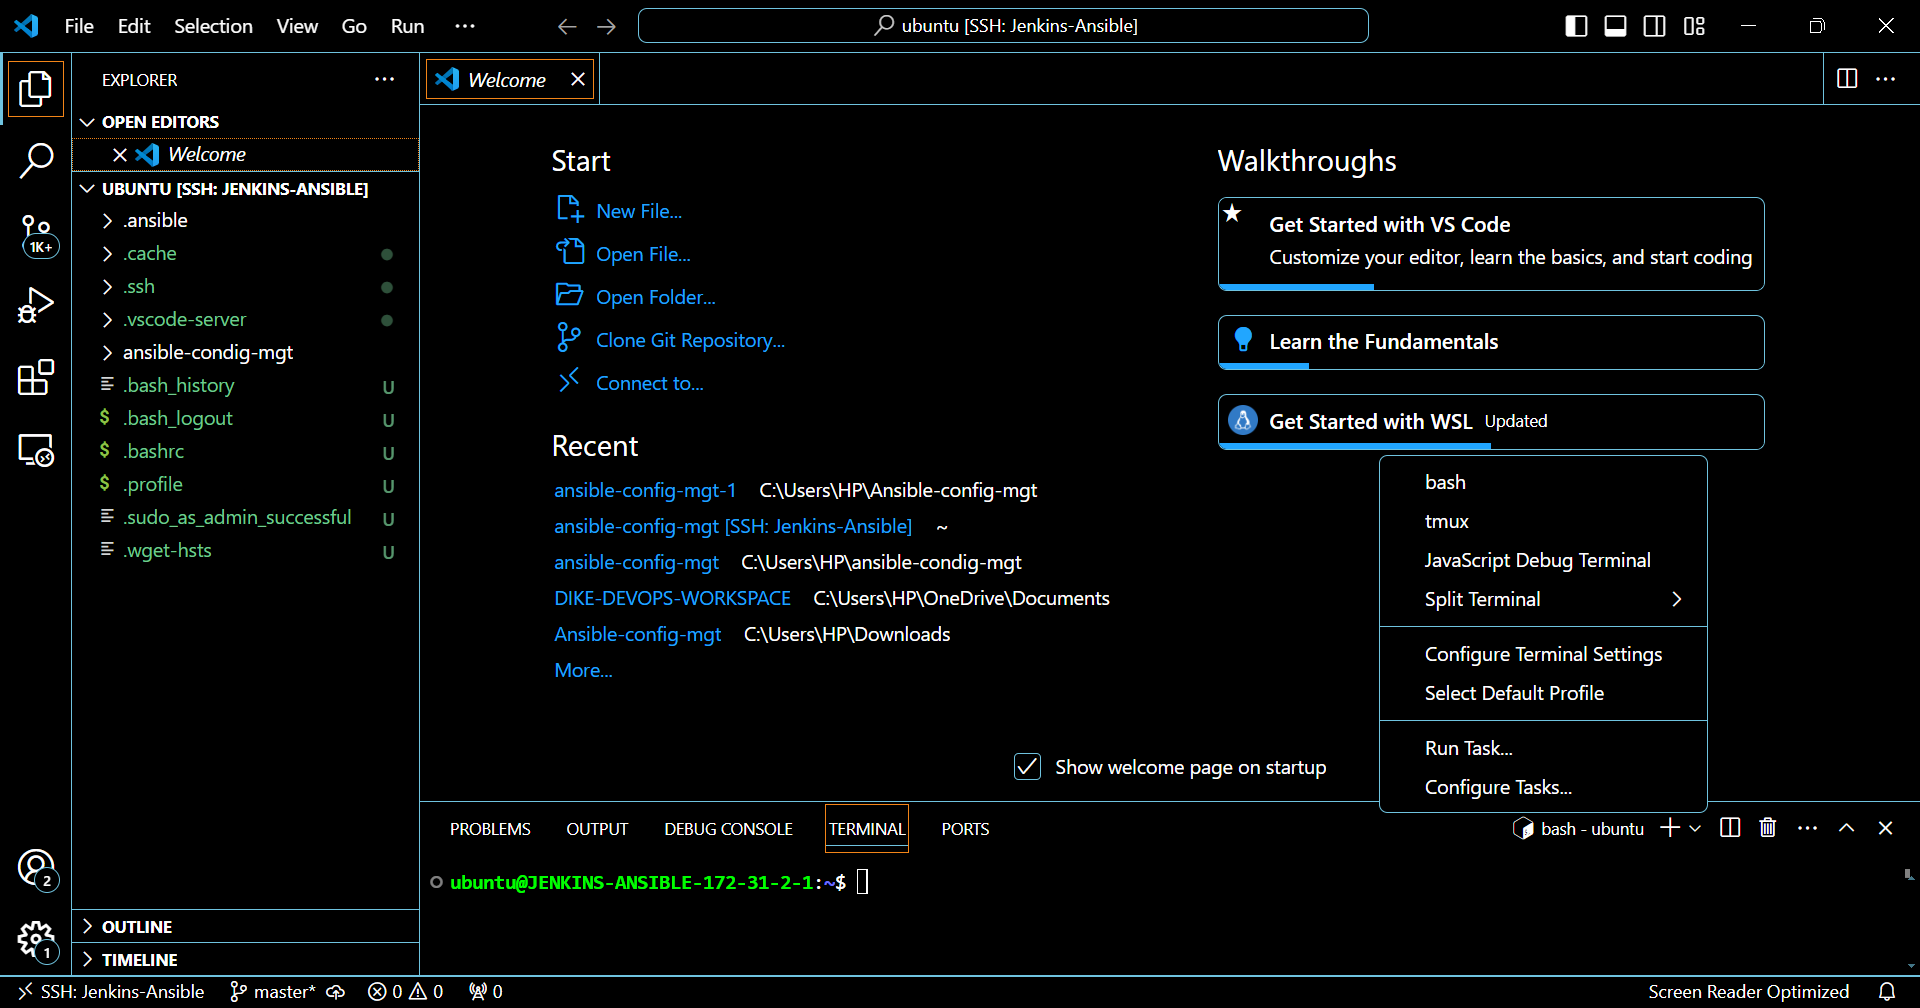 File Edit Selection View Go Run ···
ubuntu [SSH: Jenkins-Ansible]
EXPLORER
OPEN EDITORS
Welcome
UBUNTU [SSH: JENKINS-ANSIBLE]
.ansible
.cache
.ssh
.vscode-server
ansible-condig-mgt
.bash_history U
.bash_logout U
.bashrc U
.profile U
.sudo_as_admin_successful U
.wget-hsts U
OUTLINE
TIMELINE
1K+
2
1
Welcome
Start
New File...
Open File...
Open Folder...
Clone Git Repository...
Connect to...
Recent
ansible-config-mgt-1 C:\Users\HP\Ansible-config-mgt
ansible-config-mgt [SSH: Jenkins-Ansible] ~
ansible-config-mgt C:\Users\HP\ansible-condig-mgt
DIKE-DEVOPS-WORKSPACE C:\Users\HP\OneDrive\Documents
Ansible-config-mgt C:\Users\HP\Downloads
More...
Walkthroughs
Get Started with VS Code
Customize your editor, learn the basics, and start coding
Learn the Fundamentals
Get Started with WSL Updated
Show welcome page on startup
bash
tmux
JavaScript Debug Terminal
Split Terminal
Configure Terminal Settings
Select Default Profile
Run Task...
Configure Tasks...
PROBLEMS OUTPUT DEBUG CONSOLE TERMINAL PORTS
bash - ubuntu
ubuntu@JENKINS-ANSIBLE-172-31-2-1:~$
SSH: Jenkins-Ansible master* 0 0 0
Screen Reader Optimized